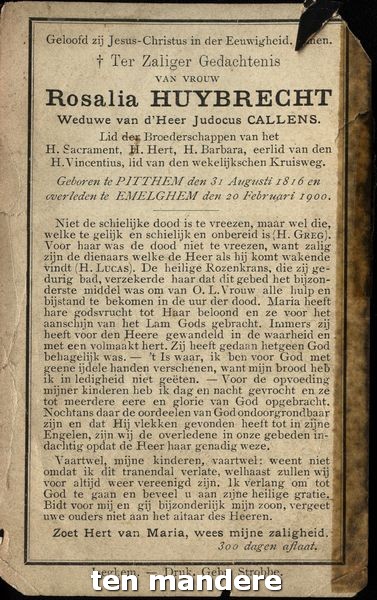 Geloofd zij Jesus-Christus in der Eeuwigheid. Amen.
† Ter Zaliger Gedachtenis
VAN VROUW
Rosalia HUYBRECHT
Weduwe van d'Heer Judocus CALLENS.
Lid der Broederschappen van het
H. Sacrament, H. Hert, H. Barbara, eerlid van den
H. Vincentius, lid van den wekelijkschen Kruisweg.
Geboren te PITTHEM den 31 Augusti 1816 en
overleden te EMELGHEM den 20 Februari 1900.
Niet de schielijke dood is te vreezen, maar wel die,
welke te gelijk en schielijk en onbereid is (H. GREG).
Voor haar was de dood niet te vreezen, want zalig
zijn de dienaars welke de Heer als hij komt wakende
vindt (H. LUCAS). De heilige Rozenkrans, die zij ge-
durig bad, verzekerde haar dat dit gebed het bijzon-
derste middel was om van O. L. Vrouw alle hulp en
bijstand te bekomen in de uur der dood. Maria heeft
hare godsvrucht tot Haar beloond en ze voor het
aanschijn van het Lam Gods gebracht. Immers zij
heeft voor den Heere gewandeld in de waarheid en
met een volmaakt hert. Zij heeft gedaan hetgeen God
behagelijk was. — 't Is waar, ik ben voor God met
geene ijdele handen verschenen, want mijn brood heb
ik in ledigheid niet geëten. — Voor de opvoeding
mijner kinderen heb ik dag en nacht gevrocht en ze
tot meerdere eere en glorie van God opgebracht.
Nochtans daar de oordeelen van God ondoorgrondbaar
zijn en dat Hij vlekken gevonden heeft tot in zijne
Engelen, zijn wij de overledene in onze gebeden in-
dachtig opdat de Heer haar genadig weze.
Vaartwel, mijne kinderen, vaartwel: weent niet
omdat ik dit tranendal verlate, welhaast zullen wij
voor altijd weer vereenigd zijn. Ik verlang om tot
God te gaan en beveel u aan zijne heilige gratie.
Bidt voor mij en gij bijzonderlijk mijn zoon, vergeet
uwe ouders niet aan het altaar des Heeren.
Zoet Hert van Maria, wees mijne zaligheid.
300 dagen aflaat.
— Druk. Gebr. Strobbe.
ten mandere